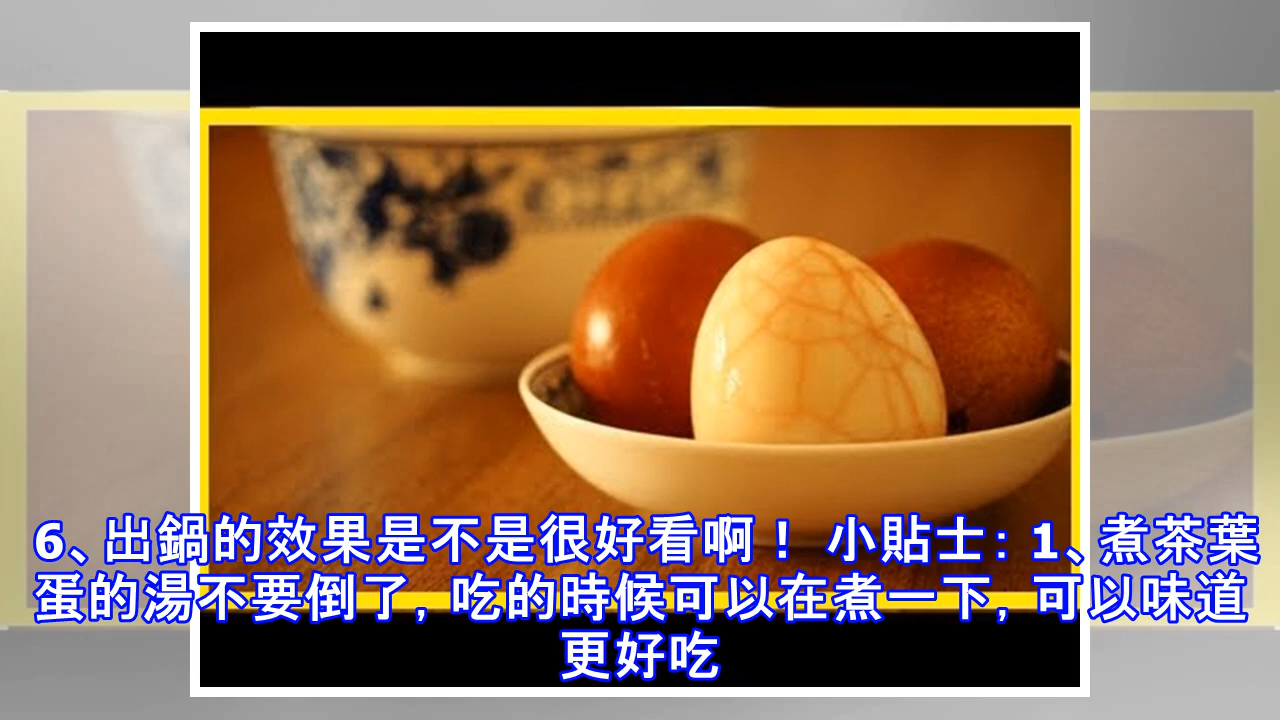 6、出鍋的效果是不是很好看啊！ 小貼士：1、煮茶葉
蛋的湯不要倒了，吃的時候可以在煮一下，可以味道
更好吃